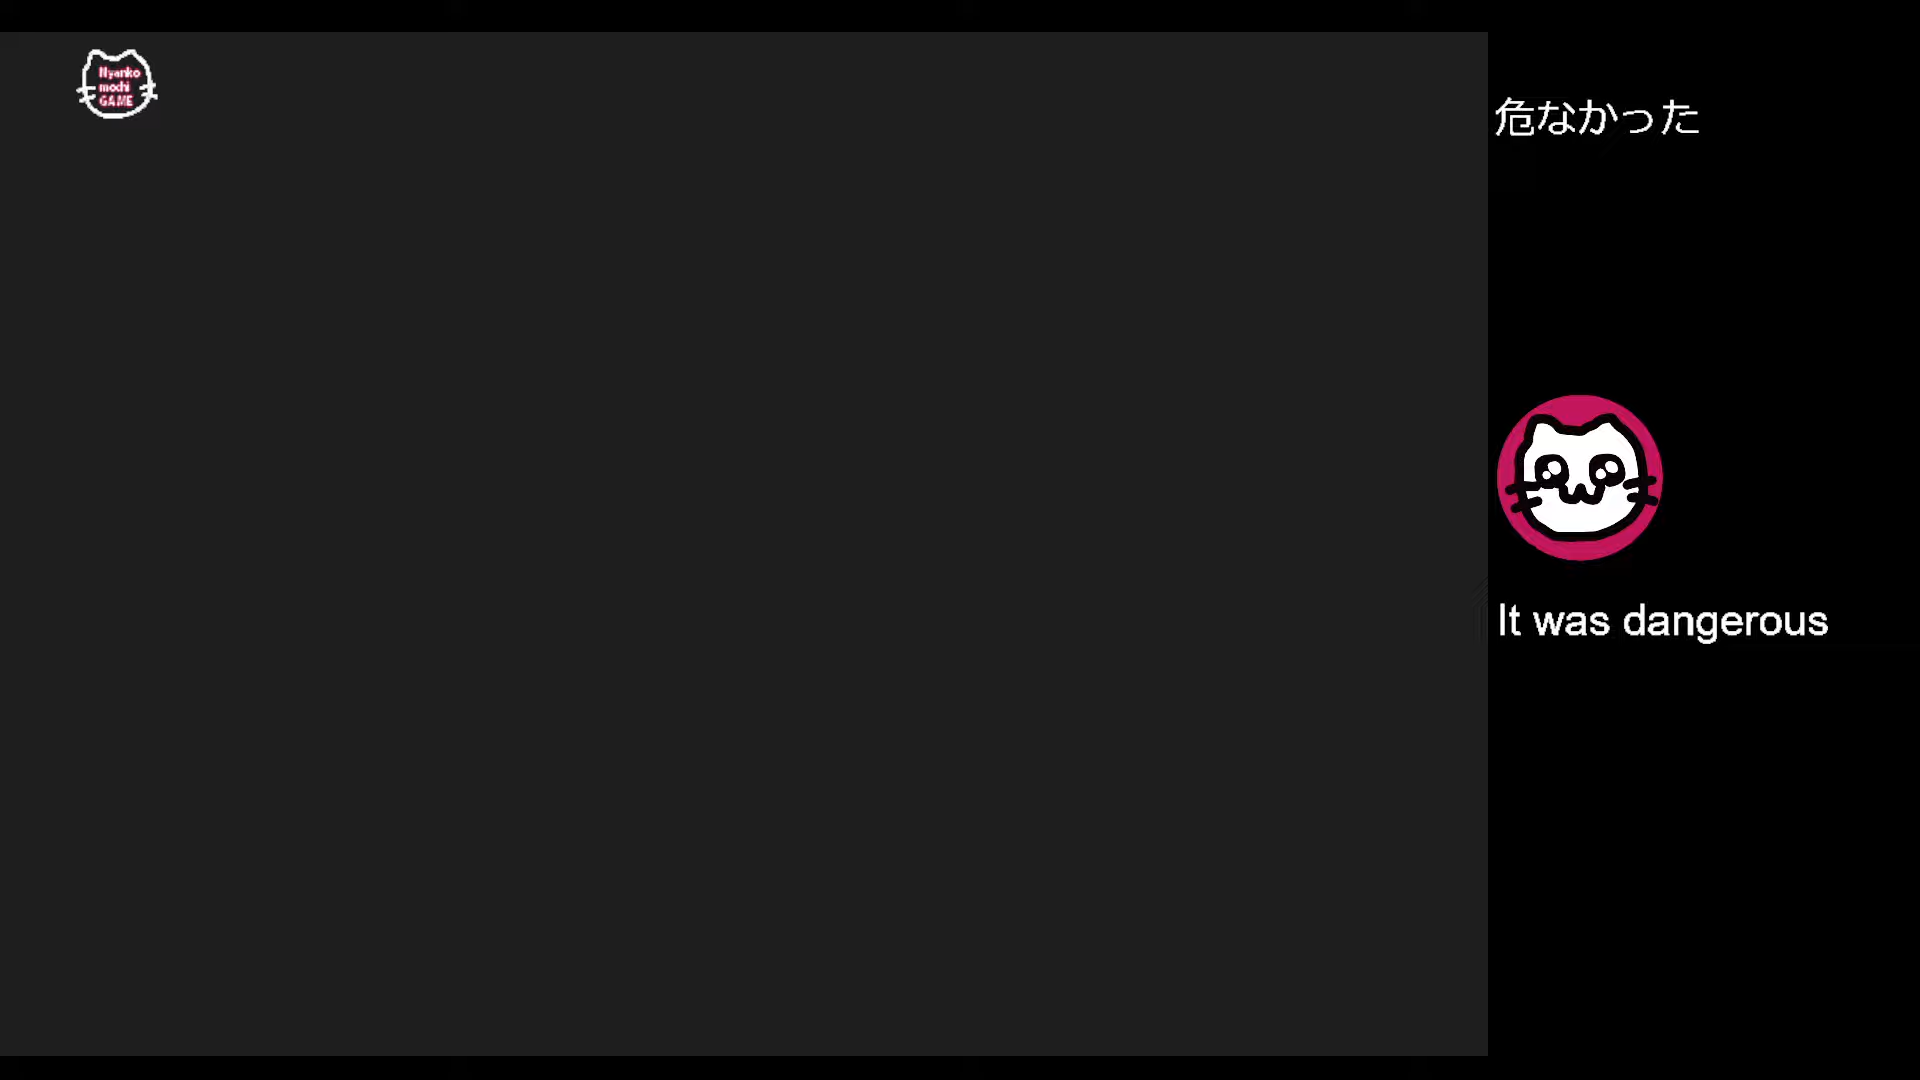 Nyanko
mochi
GAME
危なかった
It was dangerous